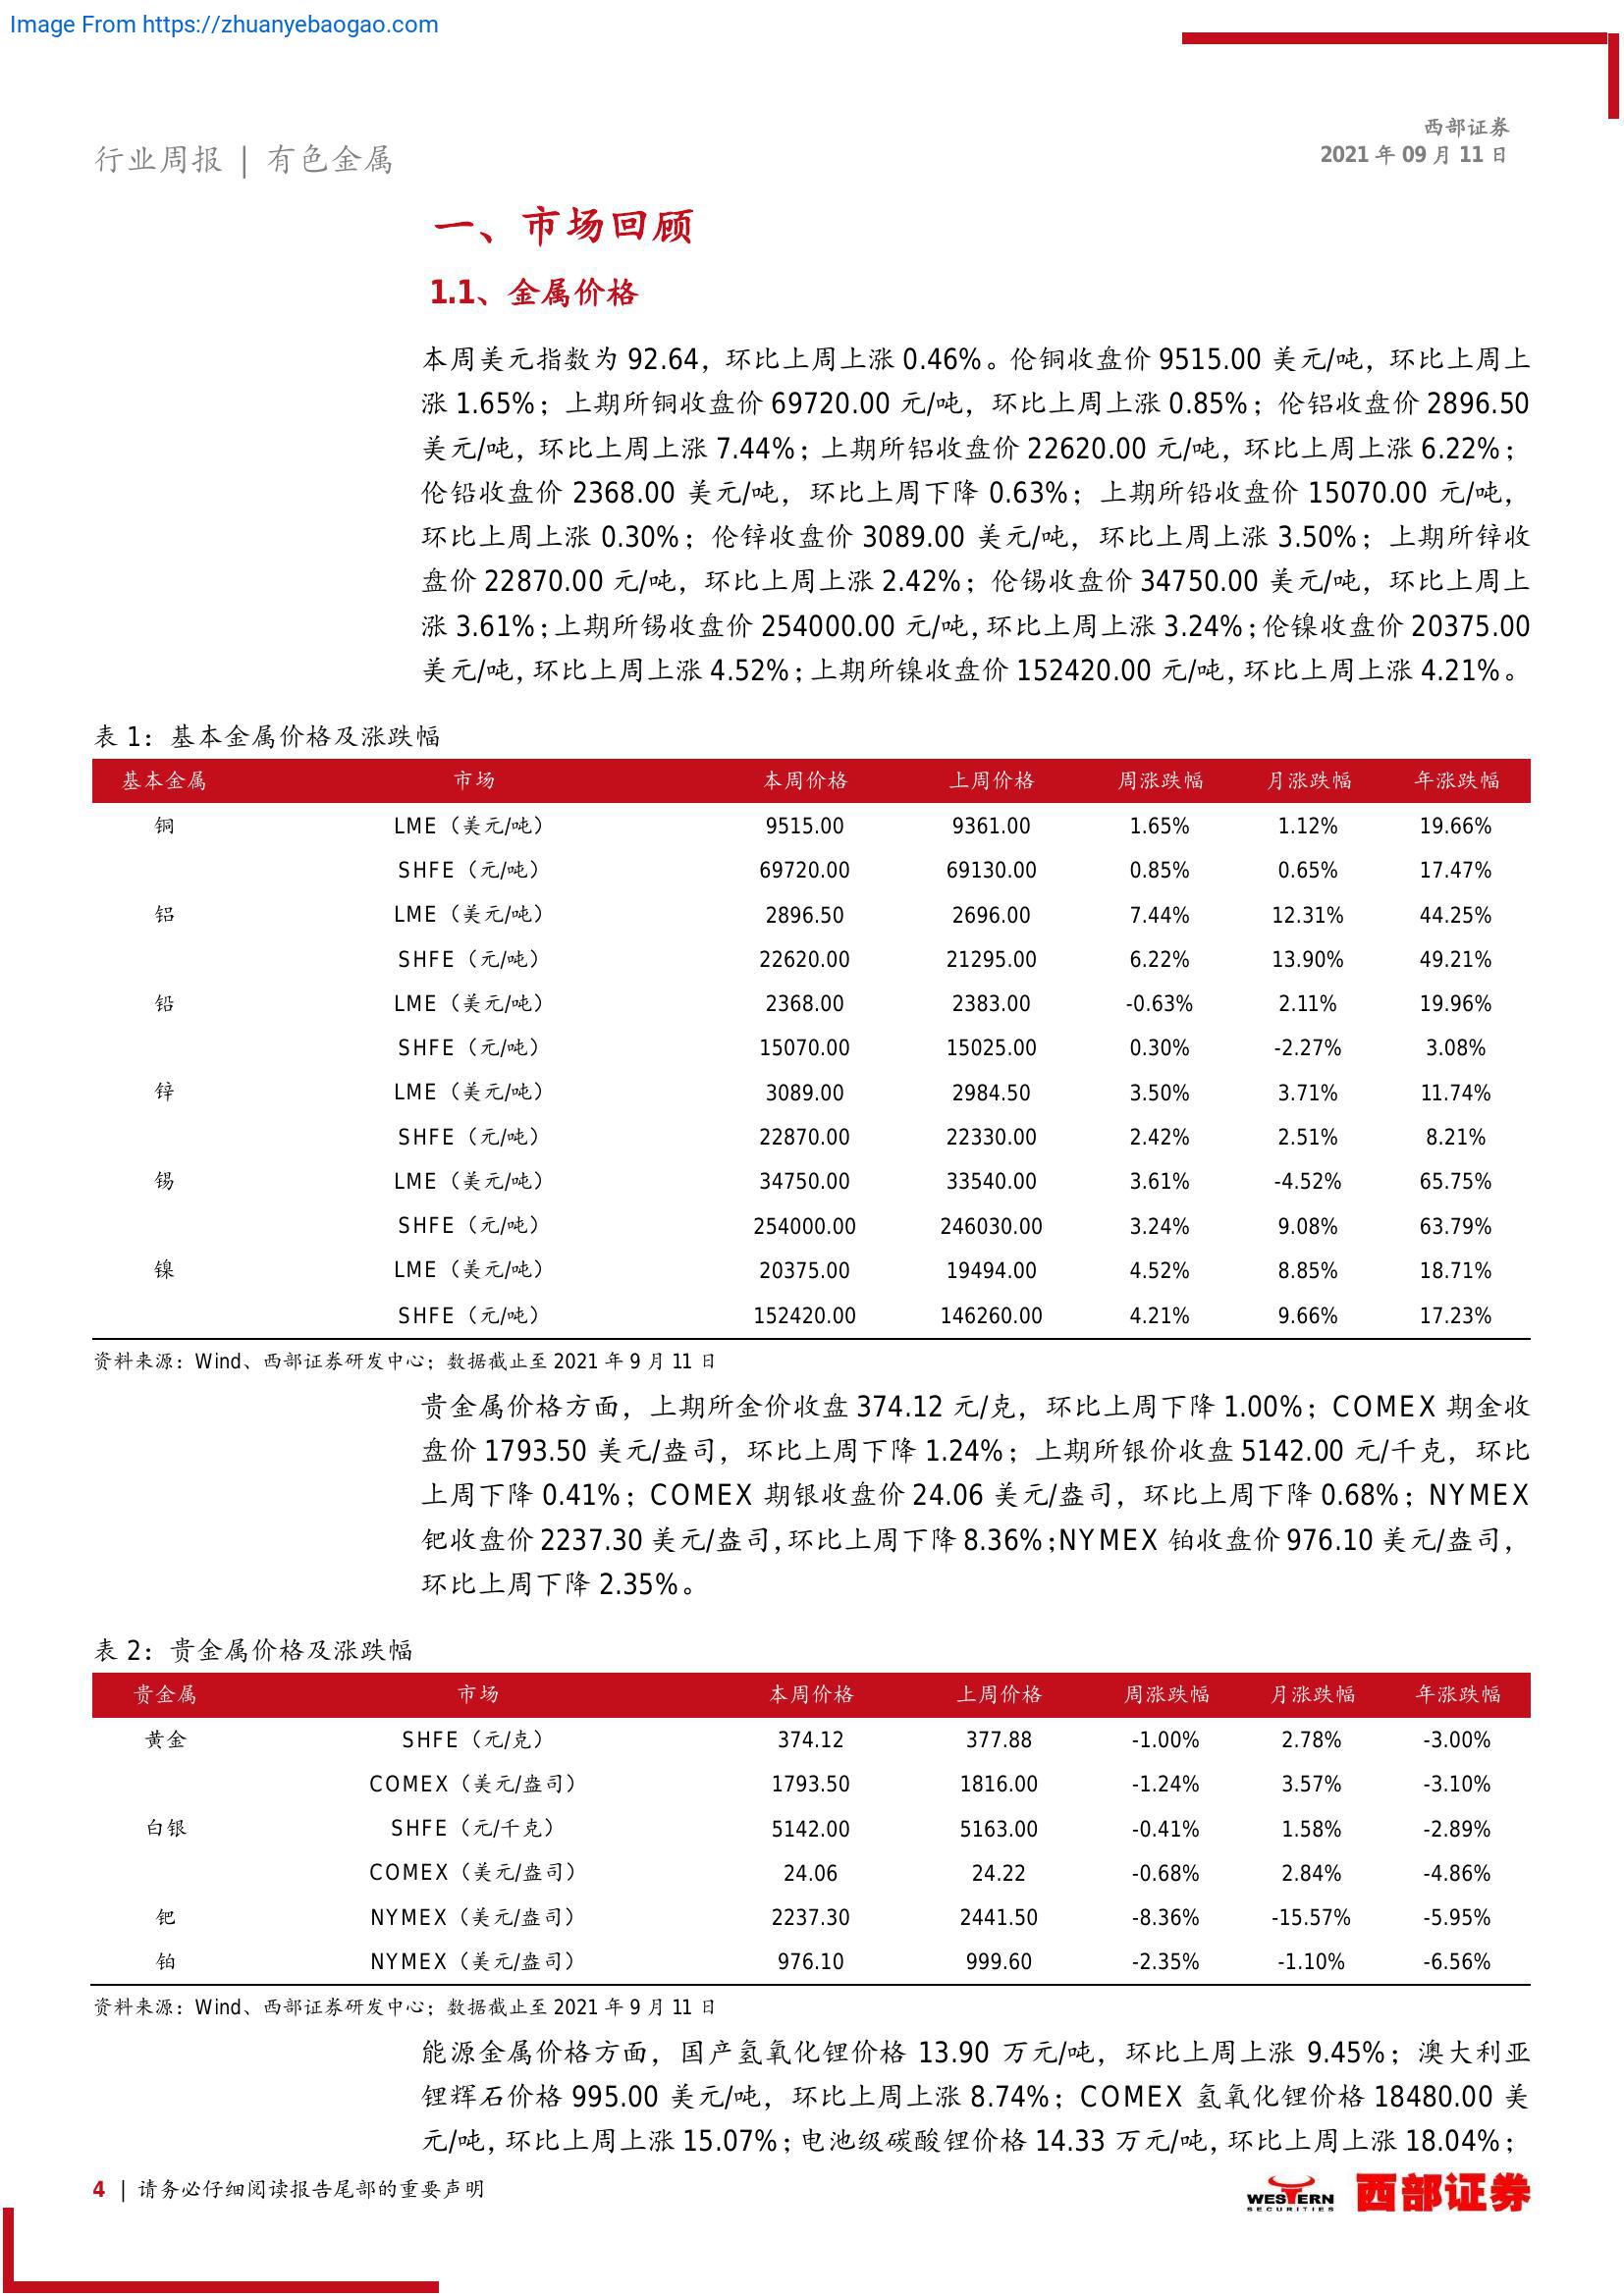 Image From https://zhuanyebaogao.com
西部证券
2021 年 09 月 11 日
行业周报 | 有色金属
一、市场回顾
1.1、金属价格
本周美元指数为 92.64，环比上周上涨 0.46%。伦铜收盘价 9515.00 美元/吨，环比上周上
涨 1.65%；上期所铜收盘价 69720.00 元/吨，环比上周上涨 0.85%；伦铝收盘价 2896.50
美元/吨，环比上周上涨 7.44%；上期所铝收盘价 22620.00 元/吨，环比上周上涨 6.22%；
伦铅收盘价 2368.00 美元/吨，环比上周下降 0.63%；上期所铅收盘价 15070.00 元/吨，
环比上周上涨 0.30%；伦锌收盘价 3089.00 美元/吨，环比上周上涨 3.50%；上期所锌收
盘价 22870.00 元/吨，环比上周上涨 2.42%；伦锡收盘价 34750.00 美元/吨，环比上周上
涨 3.61%；上期所锡收盘价 254000.00 元/吨，环比上周上涨 3.24%；伦镍收盘价 20375.00
美元/吨，环比上周上涨 4.52%；上期所镍收盘价 152420.00 元/吨，环比上周上涨 4.21%。
表 1：基本金属价格及涨跌幅
基本金属 市场 本周价格 上周价格 周涨跌幅 月涨跌幅 年涨跌幅
铜 LME（美元/吨） 9515.00 9361.00 1.65% 1.12% 19.66%
SHFE（元/吨） 69720.00 69130.00 0.85% 0.65% 17.47%
铝 LME（美元/吨） 2896.50 2696.00 7.44% 12.31% 44.25%
SHFE（元/吨） 22620.00 21295.00 6.22% 13.90% 49.21%
铅 LME（美元/吨） 2368.00 2383.00 -0.63% 2.11% 19.96%
SHFE（元/吨） 15070.00 15025.00 0.30% -2.27% 3.08%
锌 LME（美元/吨） 3089.00 2984.50 3.50% 3.71% 11.74%
SHFE（元/吨） 22870.00 22330.00 2.42% 2.51% 8.21%
锡 LME（美元/吨） 34750.00 33540.00 3.61% -4.52% 65.75%
SHFE（元/吨） 254000.00 246030.00 3.24% 9.08% 63.79%
镍 LME（美元/吨） 20375.00 19494.00 4.52% 8.85% 18.71%
SHFE（元/吨） 152420.00 146260.00 4.21% 9.66% 17.23%
资料来源：Wind、西部证券研发中心；数据截止至 2021 年 9 月 11 日
贵金属价格方面，上期所金价收盘 374.12 元/克，环比上周下降 1.00%；COMEX 期金收
盘价 1793.50 美元/盎司，环比上周下降 1.24%；上期所银价收盘 5142.00 元/千克，环比
上周下降 0.41%；COMEX 期银收盘价 24.06 美元/盎司，环比上周下降 0.68%；NYMEX
钯收盘价 2237.30 美元/盎司，环比上周下降 8.36%；NYMEX 铂收盘价 976.10 美元/盎司，
环比上周下降 2.35%。
表 2：贵金属价格及涨跌幅
贵金属 市场 本周价格 上周价格 周涨跌幅 月涨跌幅 年涨跌幅
黄金 SHFE（元/克） 374.12 377.88 -1.00% 2.78% -3.00%
COMEX（美元/盎司） 1793.50 1816.00 -1.24% 3.57% -3.10%
白银 SHFE（元/千克） 5142.00 5163.00 -0.41% 1.58% -2.89%
COMEX（美元/盎司） 24.06 24.22 -0.68% 2.84% -4.86%
钯 NYMEX（美元/盎司） 2237.30 2441.50 -8.36% -15.57% -5.95%
铂 NYMEX（美元/盎司） 976.10 999.60 -2.35% -1.10% -6.56%
资料来源：Wind、西部证券研发中心；数据截止至 2021 年 9 月 11 日
能源金属价格方面，国产氢氧化锂价格 13.90 万元/吨，环比上周上涨 9.45%；澳大利亚
锂辉石价格 995.00 美元/吨，环比上周上涨 8.74%；COMEX 氢氧化锂价格 18480.00 美
元/吨，环比上周上涨 15.07%；电池级碳酸锂价格 14.33 万元/吨，环比上周上涨 18.04%；
4 | 请务必仔细阅读报告尾部的重要声明
WESTERN
SECURITIES
西部证券